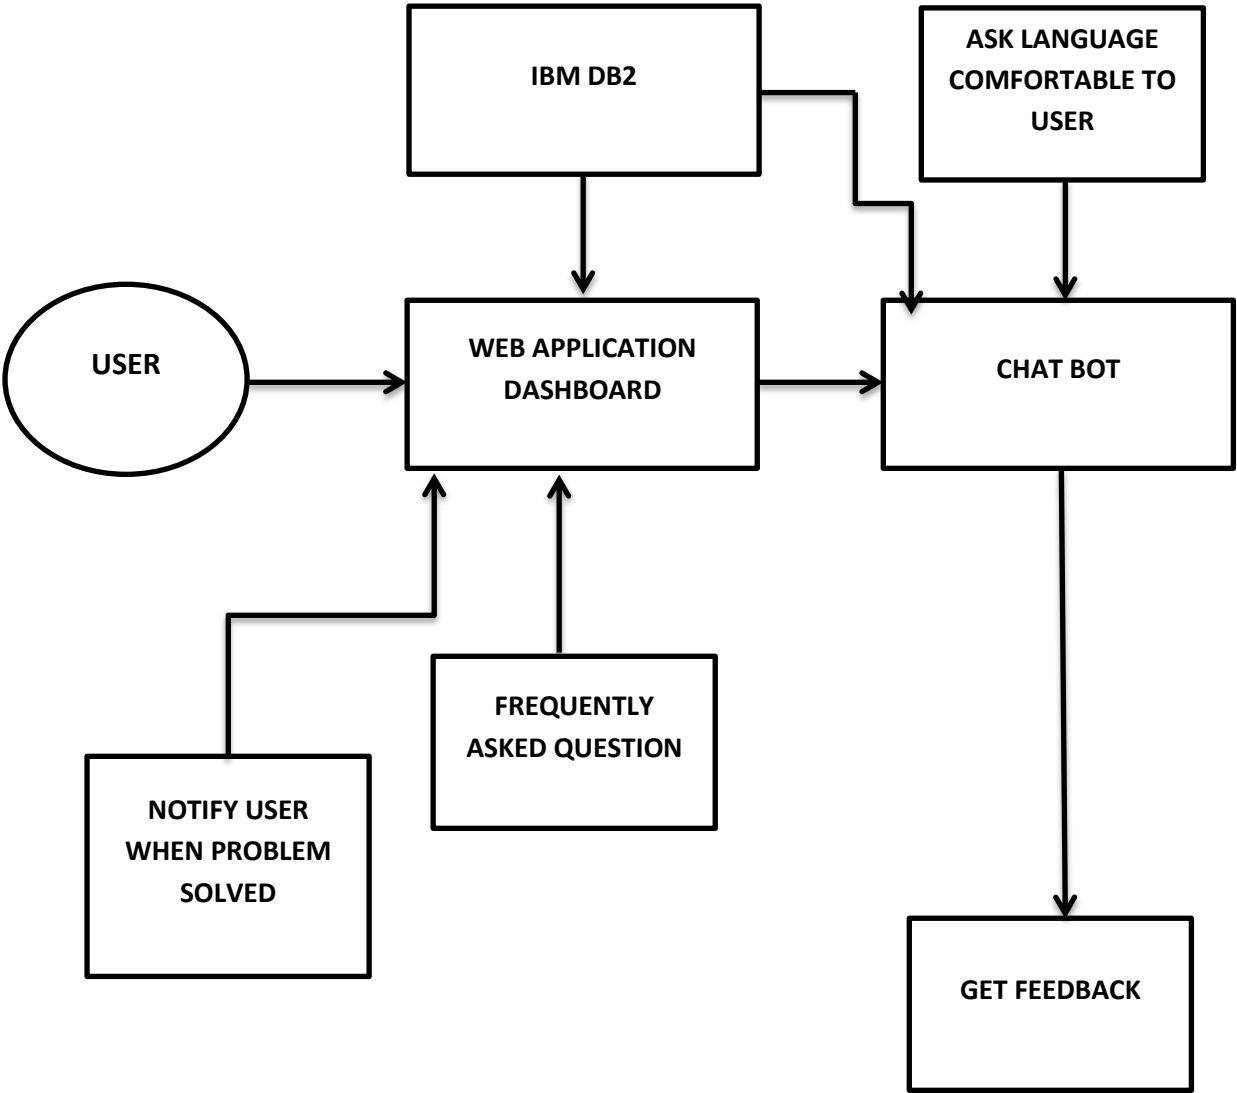 IBM DB2
ASK LANGUAGE
COMFORTABLE TO
USER
USER
WEB APPLICATION
DASHBOARD
CHAT BOT
FREQUENTLY
ASKED QUESTION
NOTIFY USER
WHEN PROBLEM
SOLVED
GET FEEDBACK